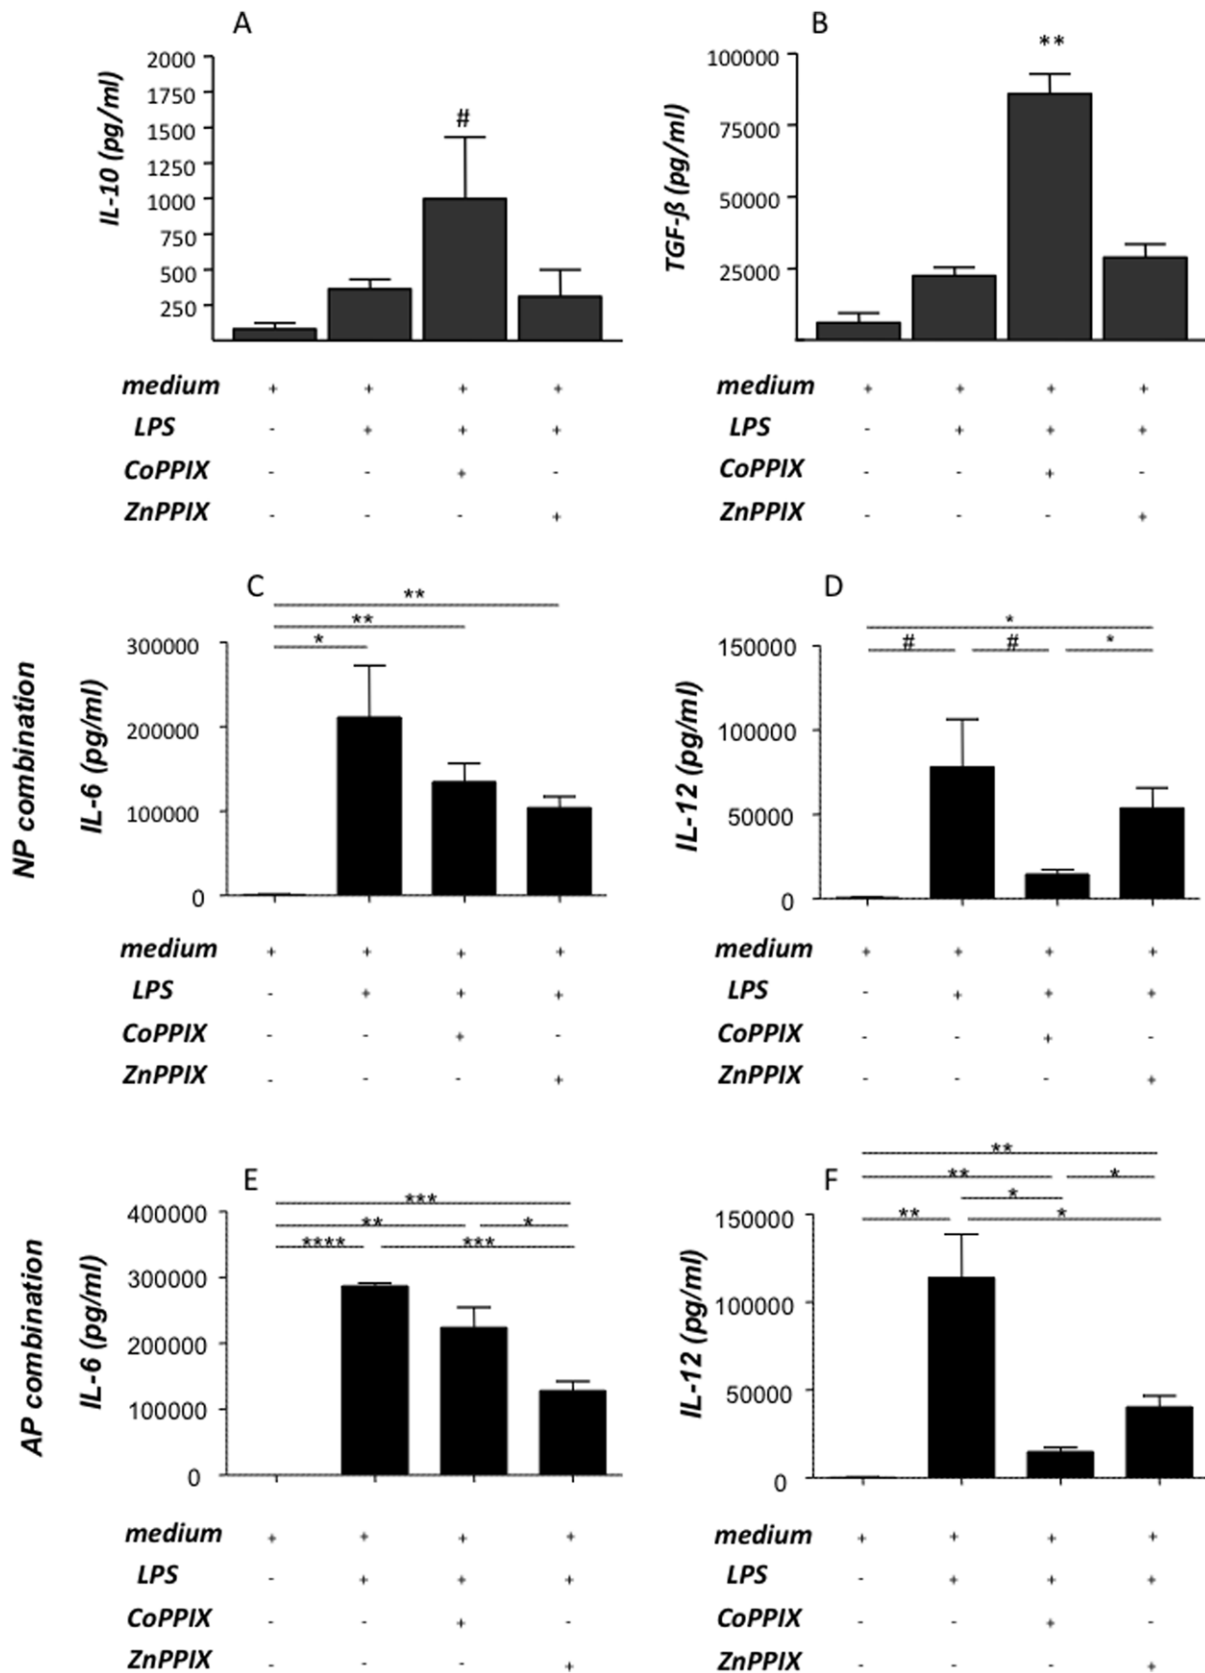 A
IL-10 (pg/ml)
2000
1750
1500
1250
1000
750
500
250
#
medium + + + +
LPS - + + +
CoPPIX - - + -
ZnPPIX - - - +
B
TGF-ß (pg/ml)
100000
75000
50000
25000
**
medium + + + +
LPS - + + +
CoPPIX - - + -
ZnPPIX - - - +
NP combination
C
IL-6 (pg/ml)
300000
200000
100000
0
**
**
*
medium + + + +
LPS - + + +
CoPPIX - - + -
ZnPPIX - - - +
D
IL-12 (pg/ml)
150000
100000
50000
0
*
# # *
medium + + + +
LPS - + + +
CoPPIX - - + -
ZnPPIX - - - +
AP combination
E
IL-6 (pg/ml)
400000
300000
200000
100000
0
***
** *
**** ***
medium + + + +
LPS - + + +
CoPPIX - - + -
ZnPPIX - - - +
F
IL-12 (pg/ml)
150000
100000
50000
0
**
** *
*
** *
medium + + + +
LPS - + + +
CoPPIX - - + -
ZnPPIX - - - +